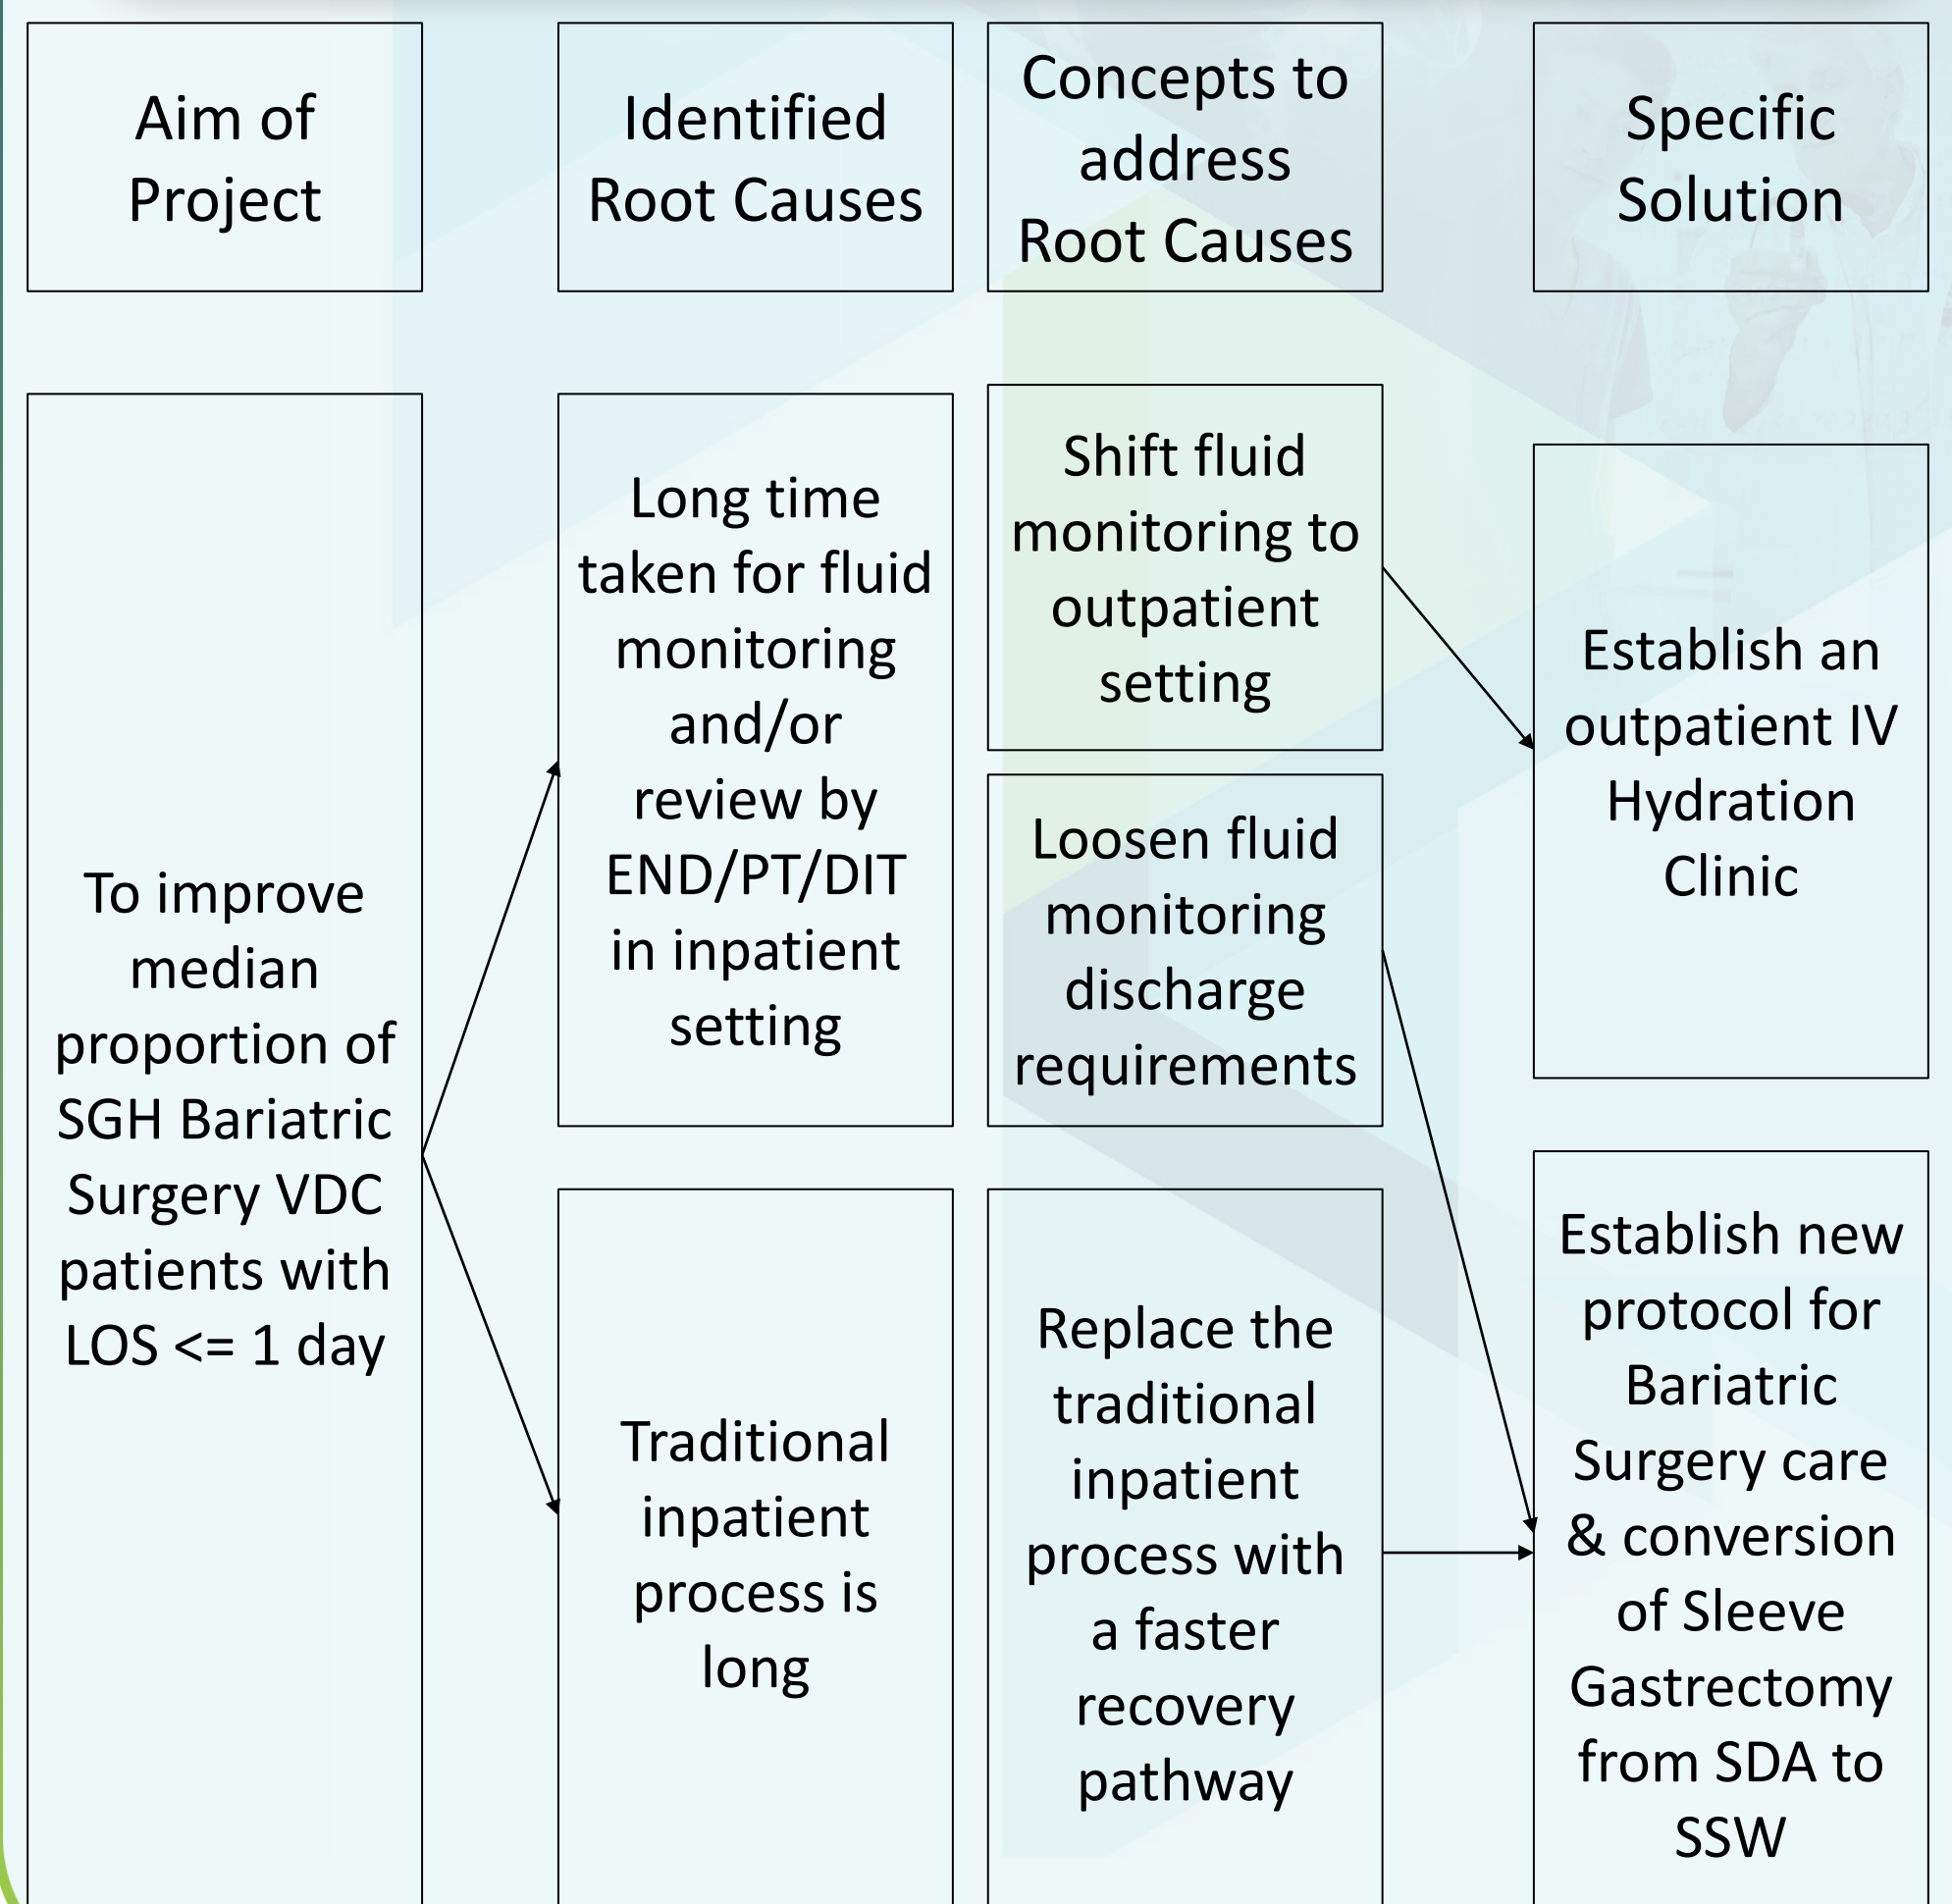 Aim of
Project
Identified
Root Causes
Concepts to
address
Root Causes
Specific
Solution
To improve
median
proportion of
SGH Bariatric
Surgery VDC
patients with
LOS <= 1 day
Long time
taken for fluid
monitoring
and/or
review by
END/PT/DIT
in inpatient
setting
Traditional
inpatient
process is
long
Shift fluid
monitoring to
outpatient
setting
Loosen fluid
monitoring
discharge
requirements
Replace the
traditional
inpatient
process with
a faster
recovery
pathway
Establish an
outpatient IV
Hydration
Clinic
Establish new
protocol for
Bariatric
Surgery care
& conversion
of Sleeve
Gastrectomy
from SDA to
SSW